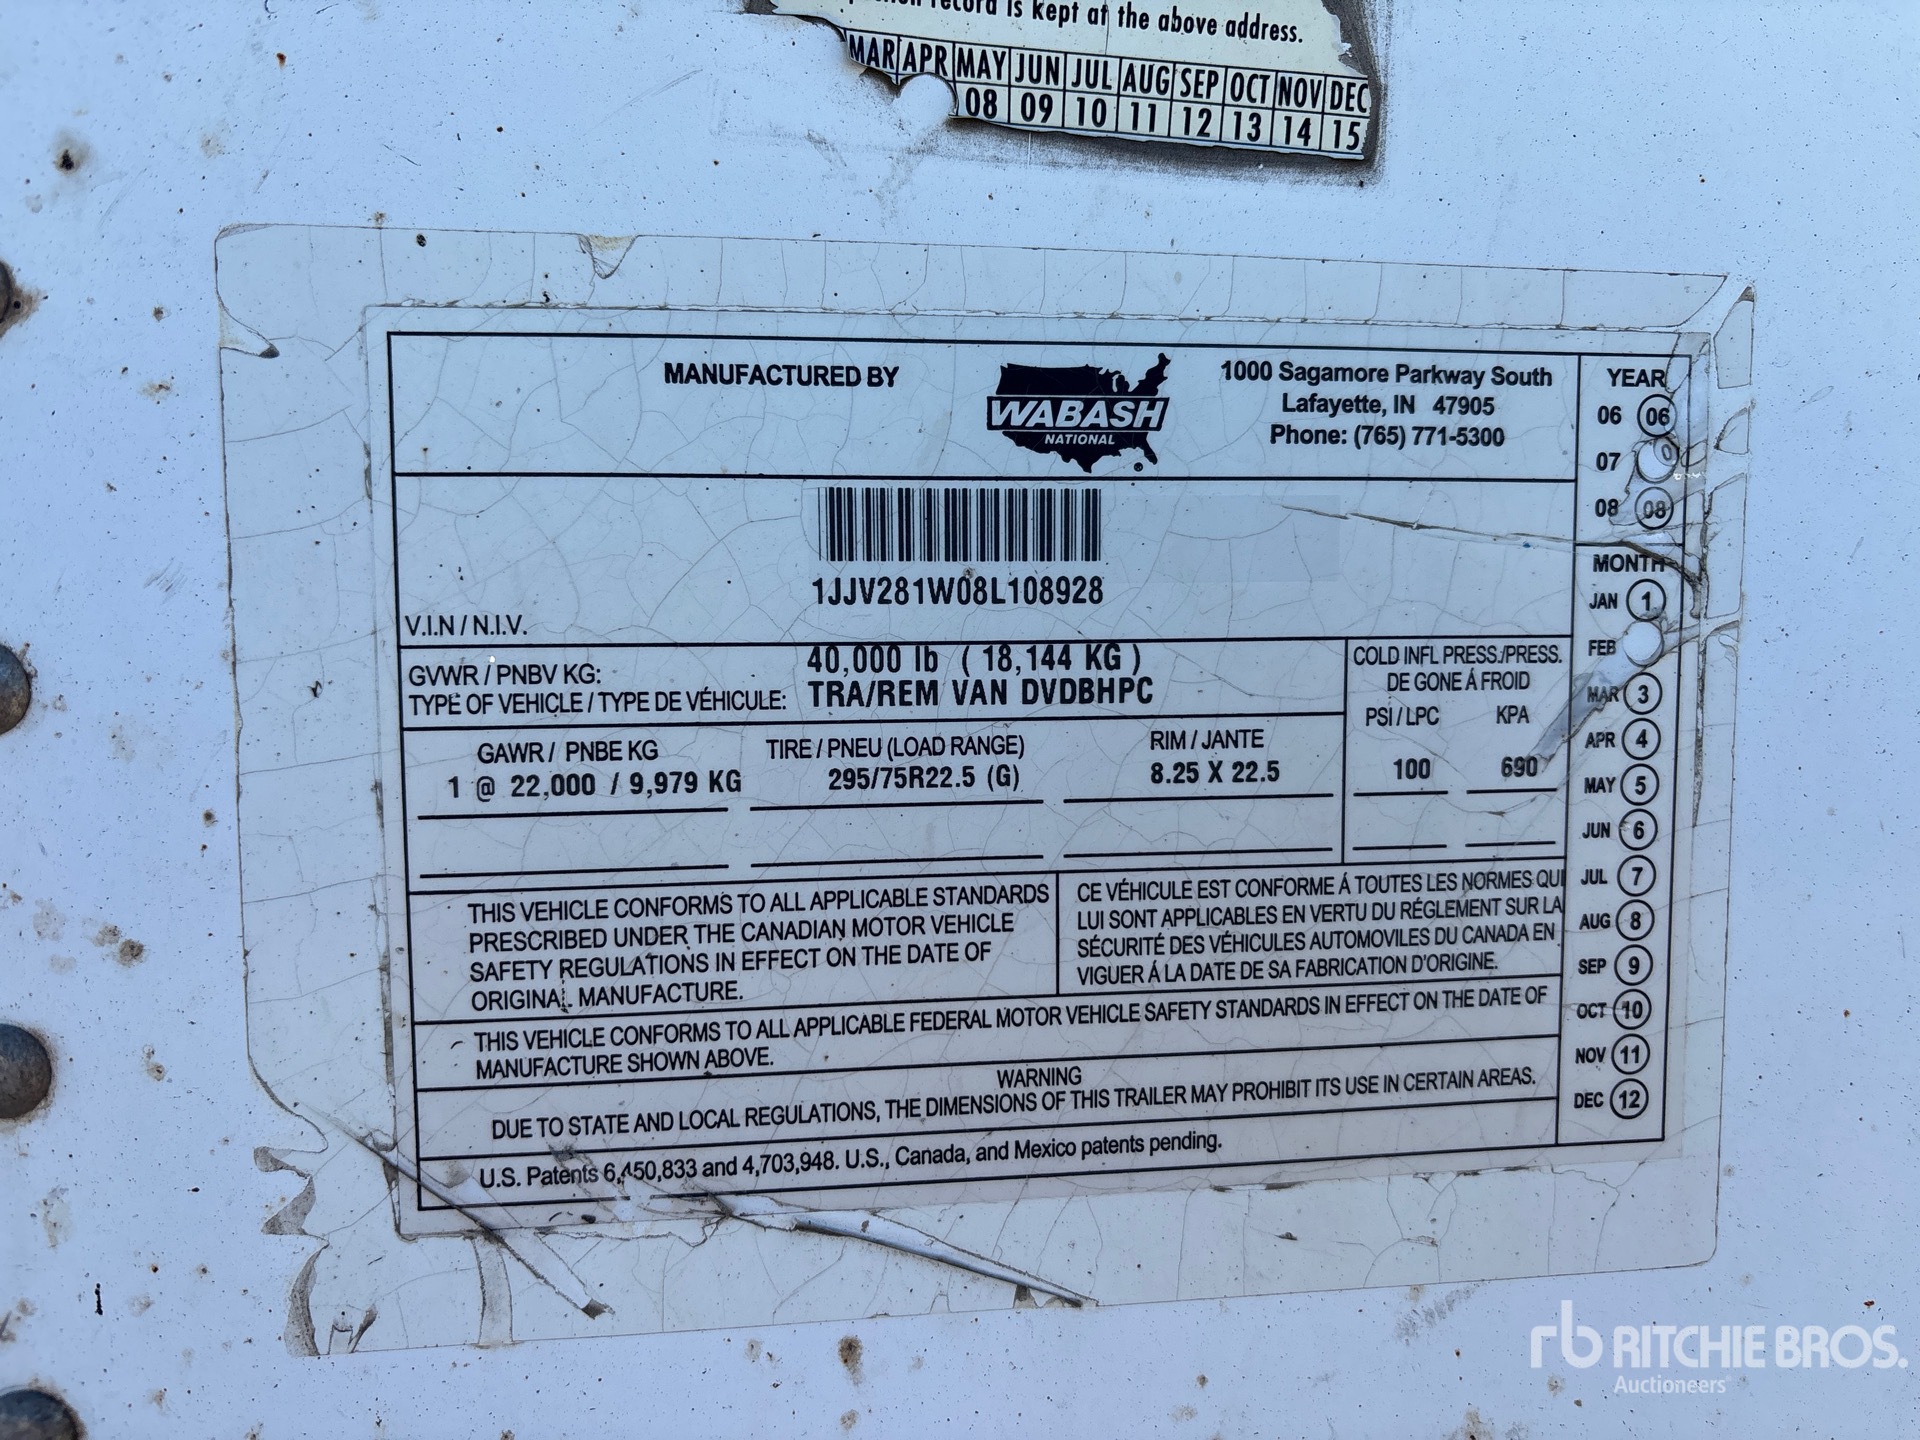 record is kept at the above address.
MAR APR MAY JUN JUL AUG SEP OCT NOV DEC
08 09 10 11 12 13 14 15
MANUFACTURED BY
WABASH
NATIONAL
®
1000 Sagamore Parkway South
Lafayette, IN 47905
Phone: (765) 771-5300
YEAR
06 06
07 0
08 08
1JJV281W08L108928
V.I.N / N.I.V.
GVWR / PNBV KG: 40,000 lb ( 18,144 KG )
TYPE OF VEHICLE / TYPE DE VÉHICULE: TRA/REM VAN DVDBHPC
COLD INFL PRESS./PRESS.
DE GONE Á FROID
PSI / LPC KPA
100 690
GAWR / PNBE KG TIRE / PNEU (LOAD RANGE) RIM / JANTE
1 @ 22,000 / 9,979 KG 295/75R22.5 (G) 8.25 X 22.5
MONTH
JAN 1
FEB
MAR 3
APR 4
MAY 5
JUN 6
JUL 7
AUG 8
SEP 9
OCT 10
NOV 11
DEC 12
THIS VEHICLE CONFORMS TO ALL APPLICABLE STANDARDS
PRESCRIBED UNDER THE CANADIAN MOTOR VEHICLE
SAFETY REGULATIONS IN EFFECT ON THE DATE OF
ORIGINAL MANUFACTURE.
CE VÉHICULE EST CONFORME Á TOUTES LES NORMES QUI
LUI SONT APPLICABLES EN VERTU DU RÉGLEMENT SUR LA
SÉCURITÉ DES VÉHICULES AUTOMOVILES DU CANADA EN
VIGUER Á LA DATE DE SA FABRICATION D'ORIGINE.
THIS VEHICLE CONFORMS TO ALL APPLICABLE FEDERAL MOTOR VEHICLE SAFETY STANDARDS IN EFFECT ON THE DATE OF
MANUFACTURE SHOWN ABOVE.
WARNING
DUE TO STATE AND LOCAL REGULATIONS, THE DIMENSIONS OF THIS TRAILER MAY PROHIBIT ITS USE IN CERTAIN AREAS.
U.S. Patents 6,450,833 and 4,703,948. U.S., Canada, and Mexico patents pending.
rb RITCHIE BROS.
Auctioneers